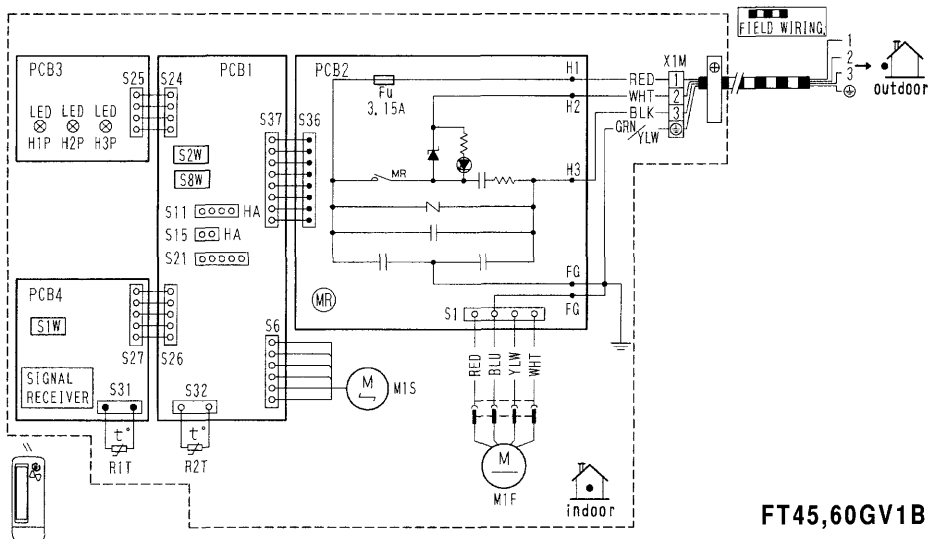 FIELD WIRING.
1
2
3
outdoor
PCB3
S25
S24
PCB1
PCB2
H1
X1M
Fu
3.15A
RED
1
WHT
2
H2
BLK
3
GRN/YLW
LED
LED
LED
H1P
H2P
H3P
S37
S36
S2W
S8W
MR
H3
S11
HA
S15
HA
S21
FG
FG
MR
S1
PCB4
S1W
S27
S26
S6
SIGNAL
RECEIVER
S31
S32
M
M1S
RED
BLU
YLW
WHT
t°
t°
R1T
R2T
M
M1F
indoor
FT45,60GV1B